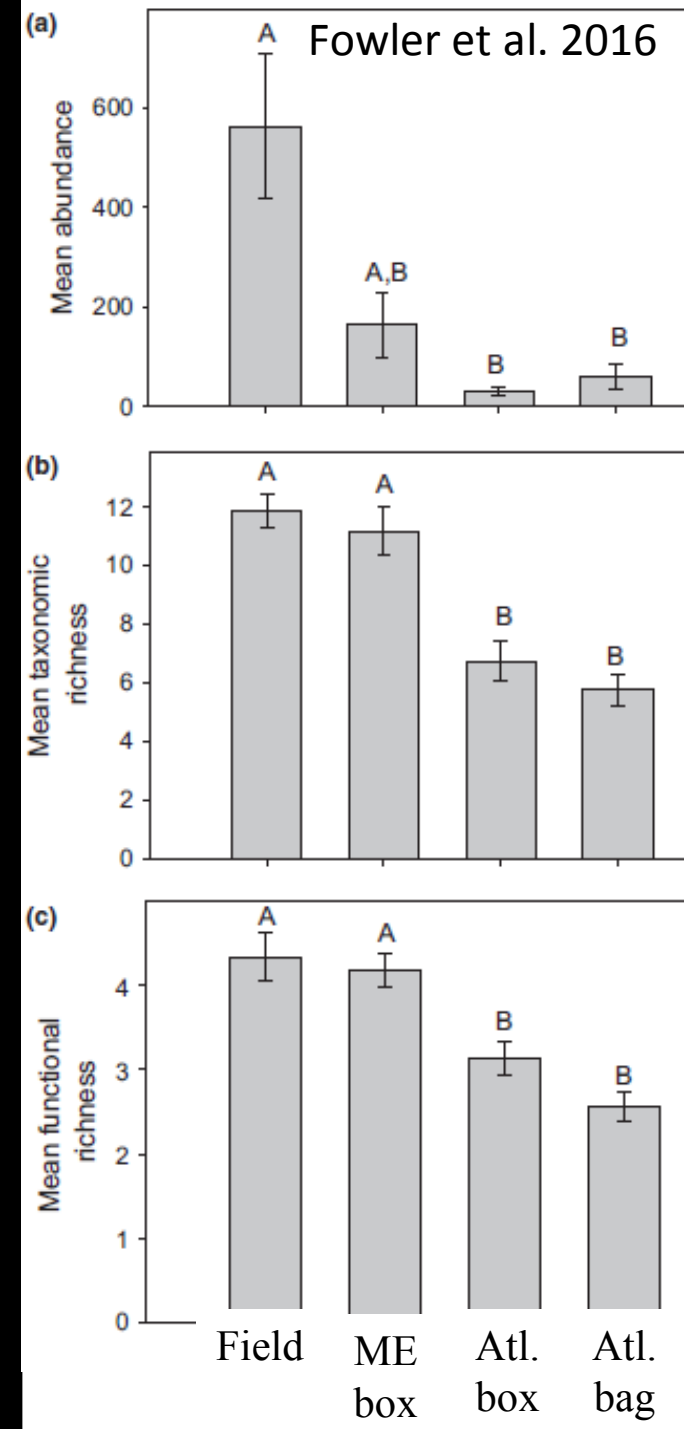 (a)
Fowler et al. 2016
Mean abundance
600
400
200
0
A
A,B
B
B
(b)
Mean taxonomic
richness
12
10
8
6
4
2
0
A
A
B
B
(c)
Mean functional
richness
4
3
2
1
0
A
A
B
B
Field
ME
box
Atl.
box
Atl.
bag